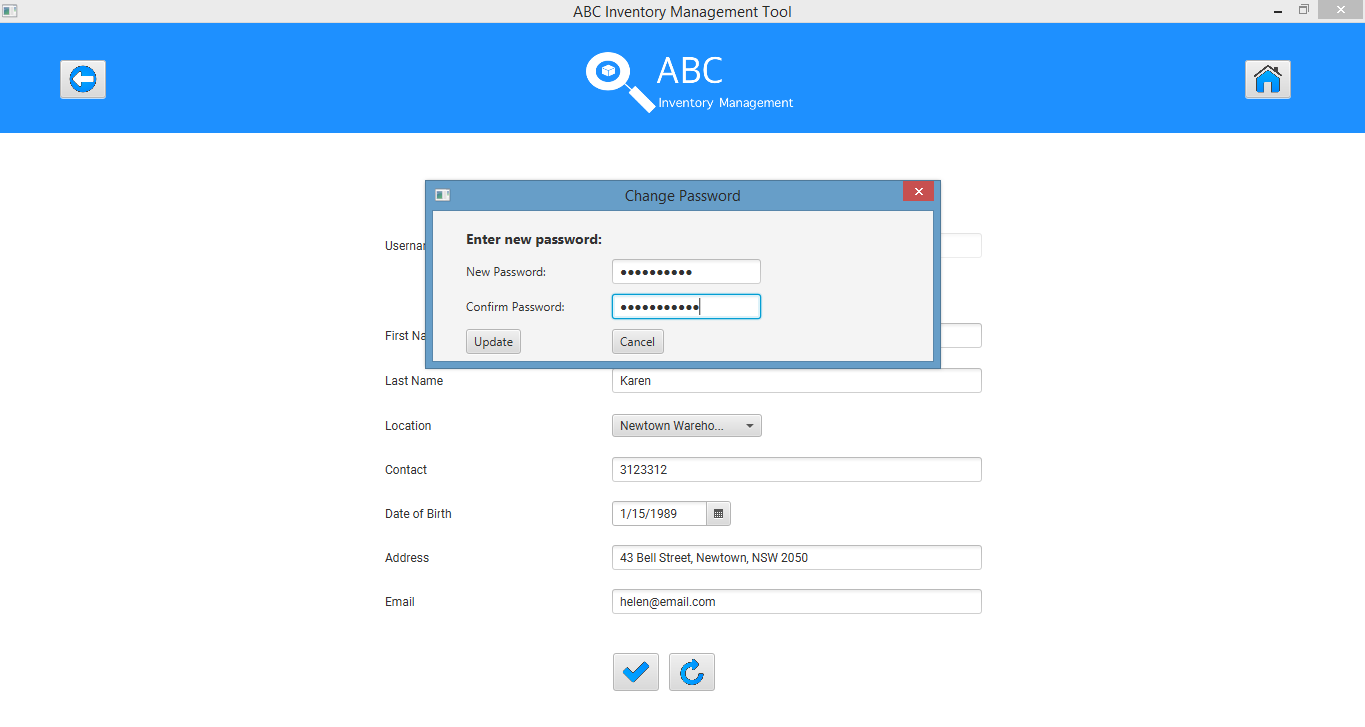 ABC Inventory Management Tool
ABC
Inventory Management
Change Password
Enter new password:
New Password: ●●●●●●●●●●
Confirm Password: ●●●●●●●●●●●
Update Cancel
Userna
First Na
Last Name Karen
Location Newtown Wareho...
Contact 3123312
Date of Birth 1/15/1989
Address 43 Bell Street, Newtown, NSW 2050
Email helen@email.com